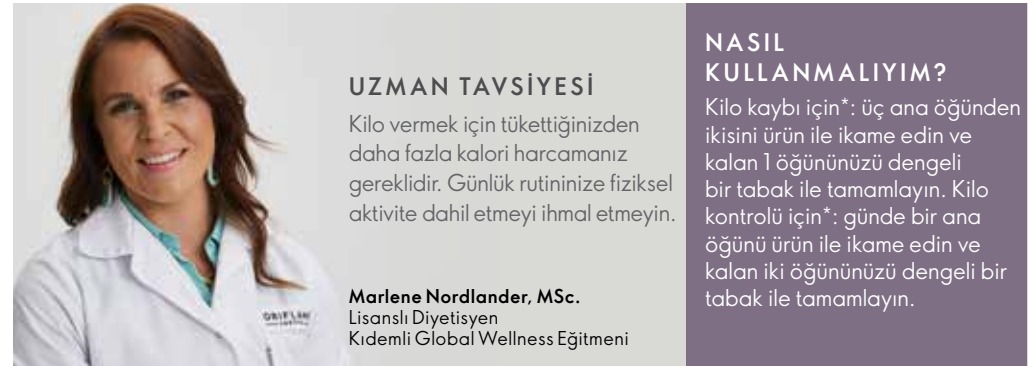 UZMAN TAVSİYESİ
Kilo vermek için tükettiğinizden
daha fazla kalori harcamanız
gereklidir. Günlük rutininize fiziksel
aktivite dahil etmeyi ihmal etmeyin.
Marlene Nordlander, MSc.
Lisanslı Diyetisyen
Kıdemli Global Wellness Eğitmeni
ORIFLAME
NASIL
KULLANMALIYIM?
Kilo kaybı için*: üç ana öğünden
ikisini ürün ile ikame edin ve
kalan 1 öğününüzü dengeli
bir tabak ile tamamlayın. Kilo
kontrolü için*: günde bir ana
öğünü ürün ile ikame edin ve
kalan iki öğününüzü dengeli bir
tabak ile tamamlayın.